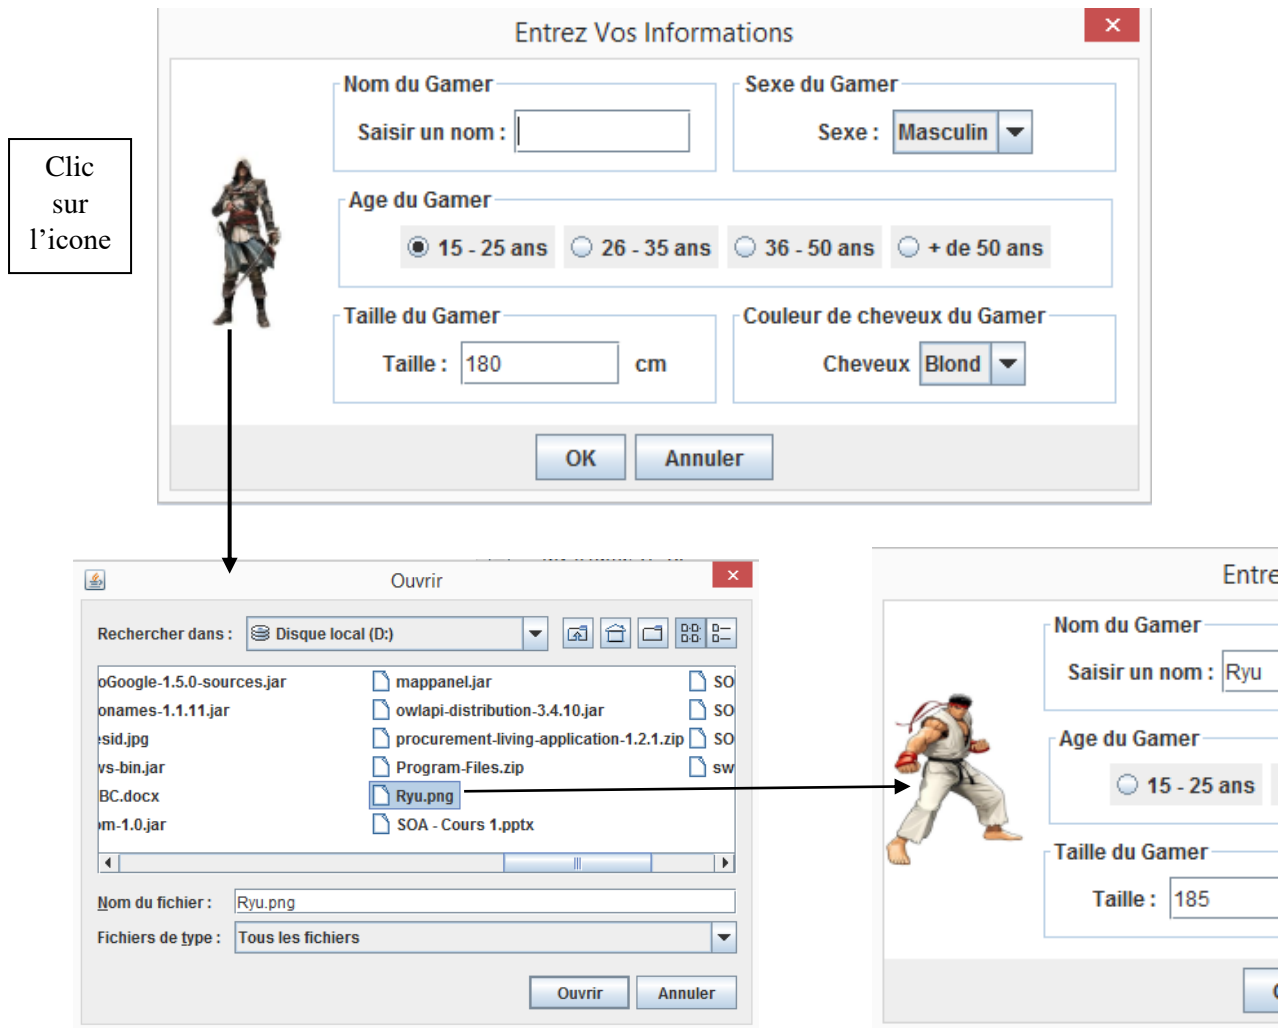 Entrez Vos Informations
Clic
sur
l’icone
Nom du Gamer
Saisir un nom :
Sexe du Gamer
Sexe : Masculin
Age du Gamer
15 - 25 ans 26 - 35 ans 36 - 50 ans + de 50 ans
Taille du Gamer
Taille : 180 cm
Couleur de cheveux du Gamer
Cheveux Blond
OK Annuler
Ouvrir
Rechercher dans : Disque local (D:)
oGoogle-1.5.0-sources.jar mappanel.jar SO
onames-1.1.11.jar owlapi-distribution-3.4.10.jar SO
esid.jpg procurement-living-application-1.2.1.zip SO
vs-bin.jar Program-Files.zip sw
BC.docx Ryu.png
om-1.0.jar SOA - Cours 1.pptx
Nom du fichier : Ryu.png
Fichiers de type : Tous les fichiers
Ouvrir Annuler
Entre
Nom du Gamer
Saisir un nom : Ryu
Age du Gamer
15 - 25 ans
Taille du Gamer
Taille : 185